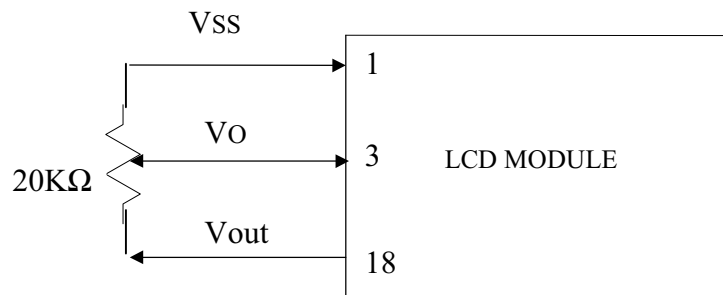 VSS
1
VO
3
LCD MODULE
20KΩ
Vout
18